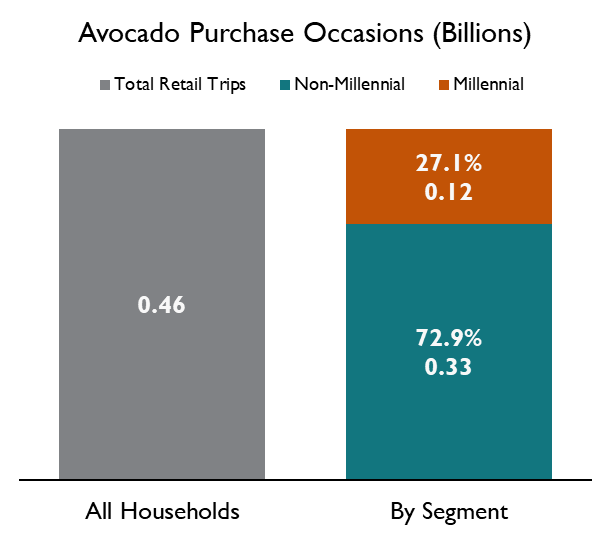 Avocado Purchase Occasions (Billions)
Total Retail Trips Non-Millennial Millennial
27.1%
0.12
0.46
72.9%
0.33
All Households By Segment